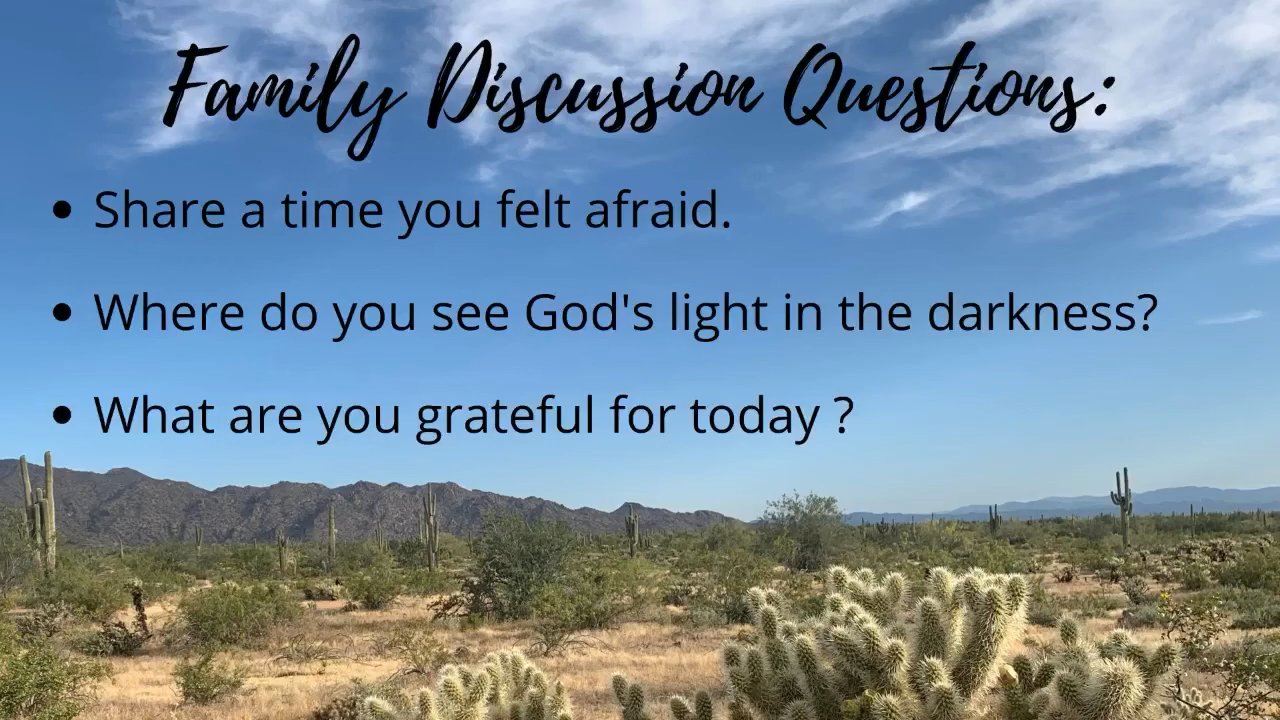 Family Discussion Questions:
• Share a time you felt afraid.
• Where do you see God's light in the darkness?
• What are you grateful for today ?